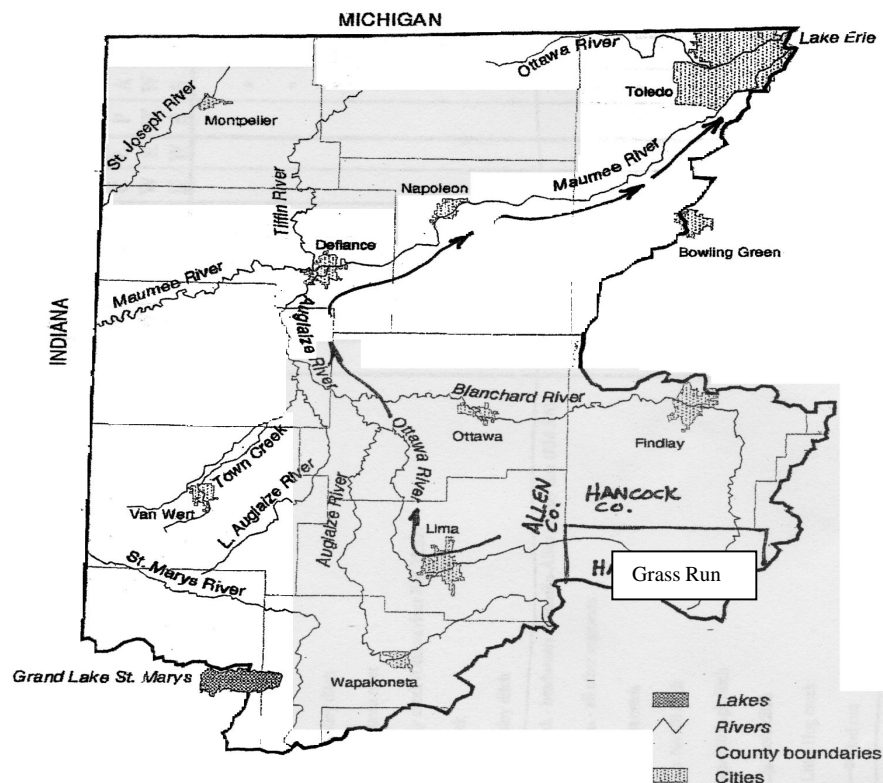 MICHIGAN
Lake Erie
Ottawa River
Toledo
St. Joseph River
Montpelier
Tiffin River
Napoleon
Maumee River
Defiance
Bowling Green
Maumee River
INDIANA
Auglaize River
Blanchard River
Ottawa
Findlay
Ottawa River
Town Creek
Van Wert
L. Auglaize River
Auglaize River
Lima
ALLEN
CO.
HANCOCK
CO.
Grass Run
St. Marys River
Grand Lake St. Marys
Wapakoneta
Lakes
Rivers
County boundaries
Cities